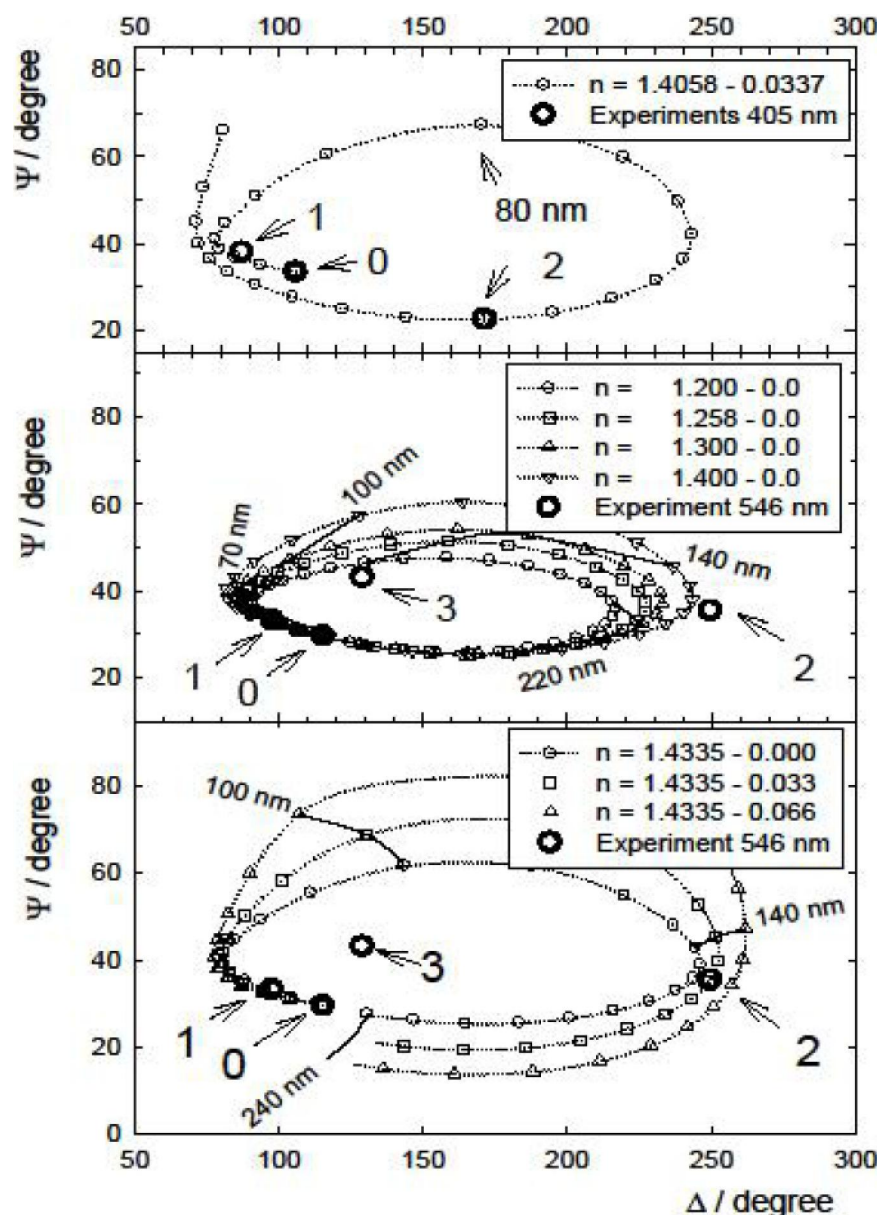 50 100 150 200 250 300
80
60
40
20
Ψ / degree
n = 1.4058 - 0.0337
Experiments 405 nm
1
0
80 nm
2
80
60
40
20
Ψ / degree
n = 1.200 - 0.0
n = 1.258 - 0.0
n = 1.300 - 0.0
n = 1.400 - 0.0
Experiment 546 nm
70 nm
100 nm
140 nm
3
1
0
220 nm
2
80
60
40
20
0
Ψ / degree
n = 1.4335 - 0.000
n = 1.4335 - 0.033
n = 1.4335 - 0.066
Experiment 546 nm
100 nm
140 nm
3
1
0
2
240 nm
50 100 150 200 250 300
Δ / degree